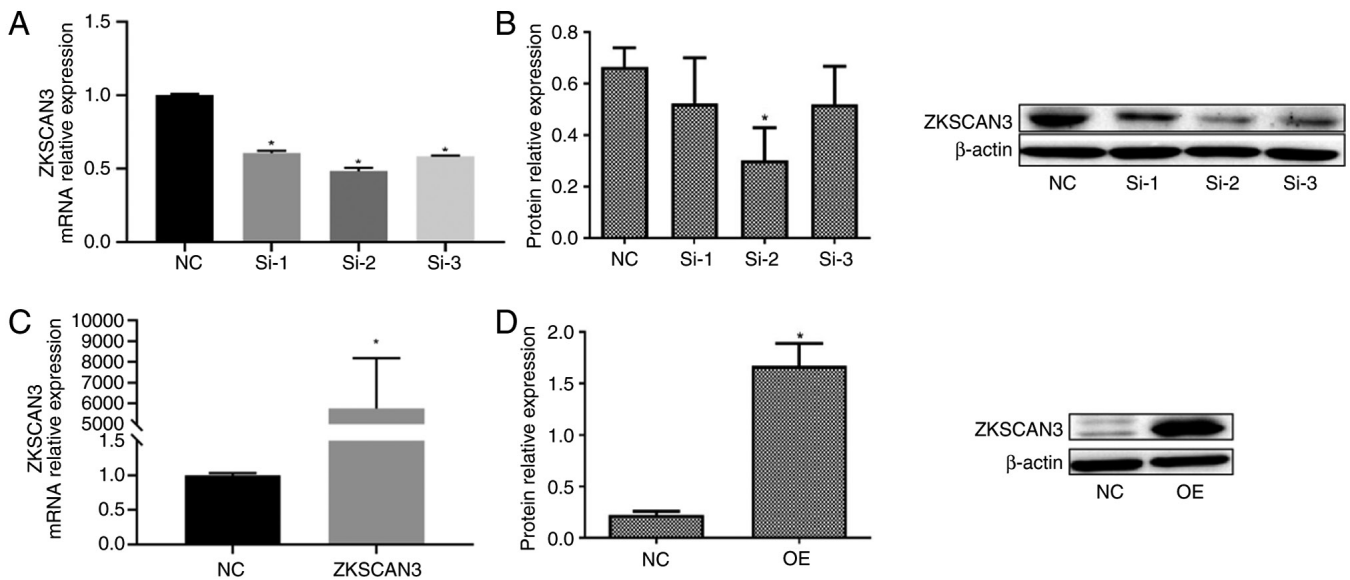 A
ZKSCAN3
mRNA relative expression
1.5
1.0
0.5
0.0
*
*
*
NC
Si-1
Si-2
Si-3
B
Protein relative expression
0.8
0.6
0.4
0.2
0.0
*
NC
Si-1
Si-2
Si-3
ZKSCAN3
β-actin
NC
Si-1
Si-2
Si-3
C
ZKSCAN3
mRNA relative expression
10000
9000
8000
7000
6000
5000
1.5
1.0
0.5
0.0
*
NC
ZKSCAN3
D
Protein relative expression
2.0
1.5
1.0
0.5
0.0
*
NC
OE
ZKSCAN3
β-actin
NC
OE